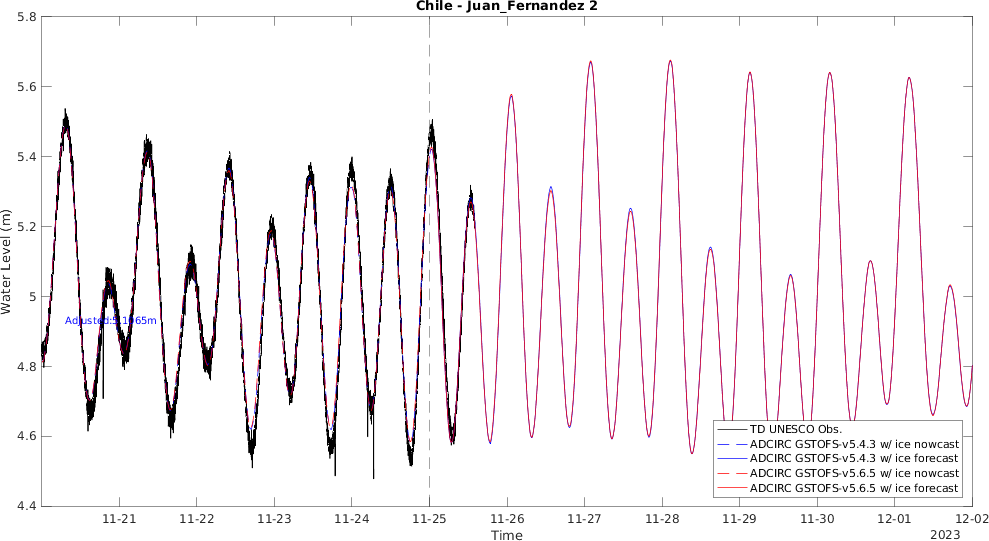 Chile - Juan_Fernandez 2
5.8
5.6
5.4
5.2
5
4.8
4.6
4.4
Water Level (m)
Adjusted:5.1065m
TD UNESCO Obs.
ADCIRC GSTOFS-v5.4.3 w/ ice nowcast
ADCIRC GSTOFS-v5.4.3 w/ ice forecast
ADCIRC GSTOFS-v5.6.5 w/ ice nowcast
ADCIRC GSTOFS-v5.6.5 w/ ice forecast
11-21 11-22 11-23 11-24 11-25 11-26 11-27 11-28 11-29 11-30 12-01 12-02
Time
2023